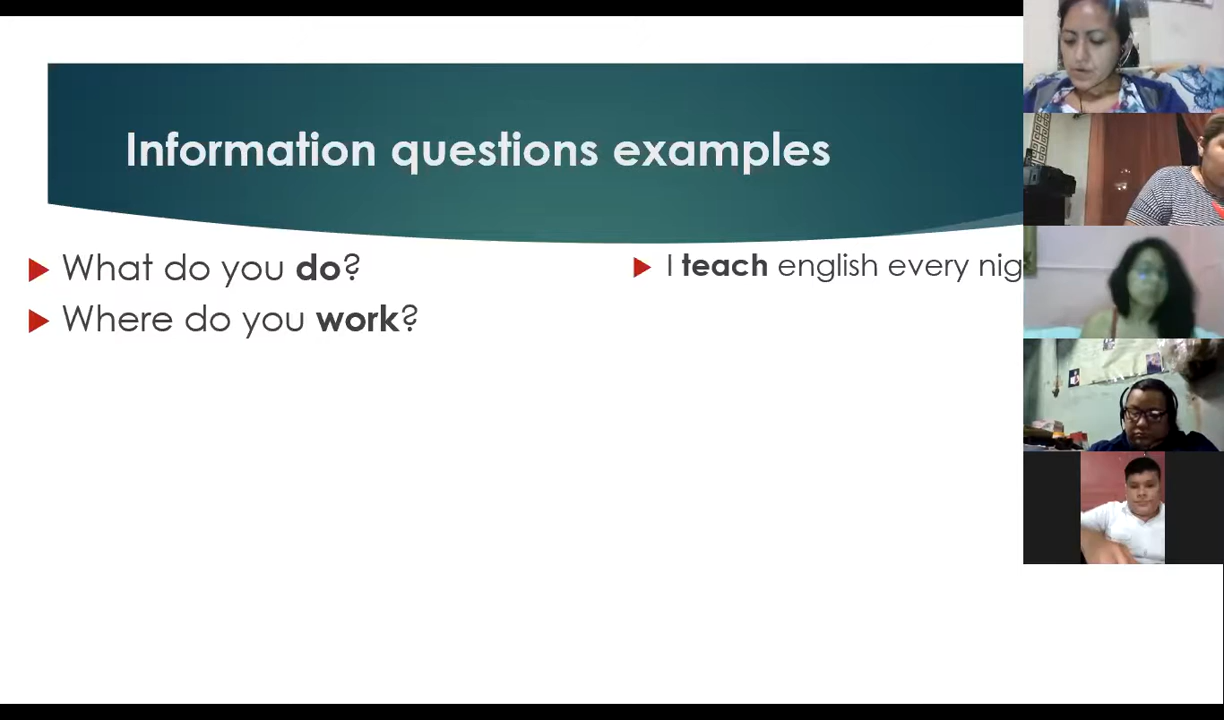 Information questions examples
What do you do?
Where do you work?
I teach english every